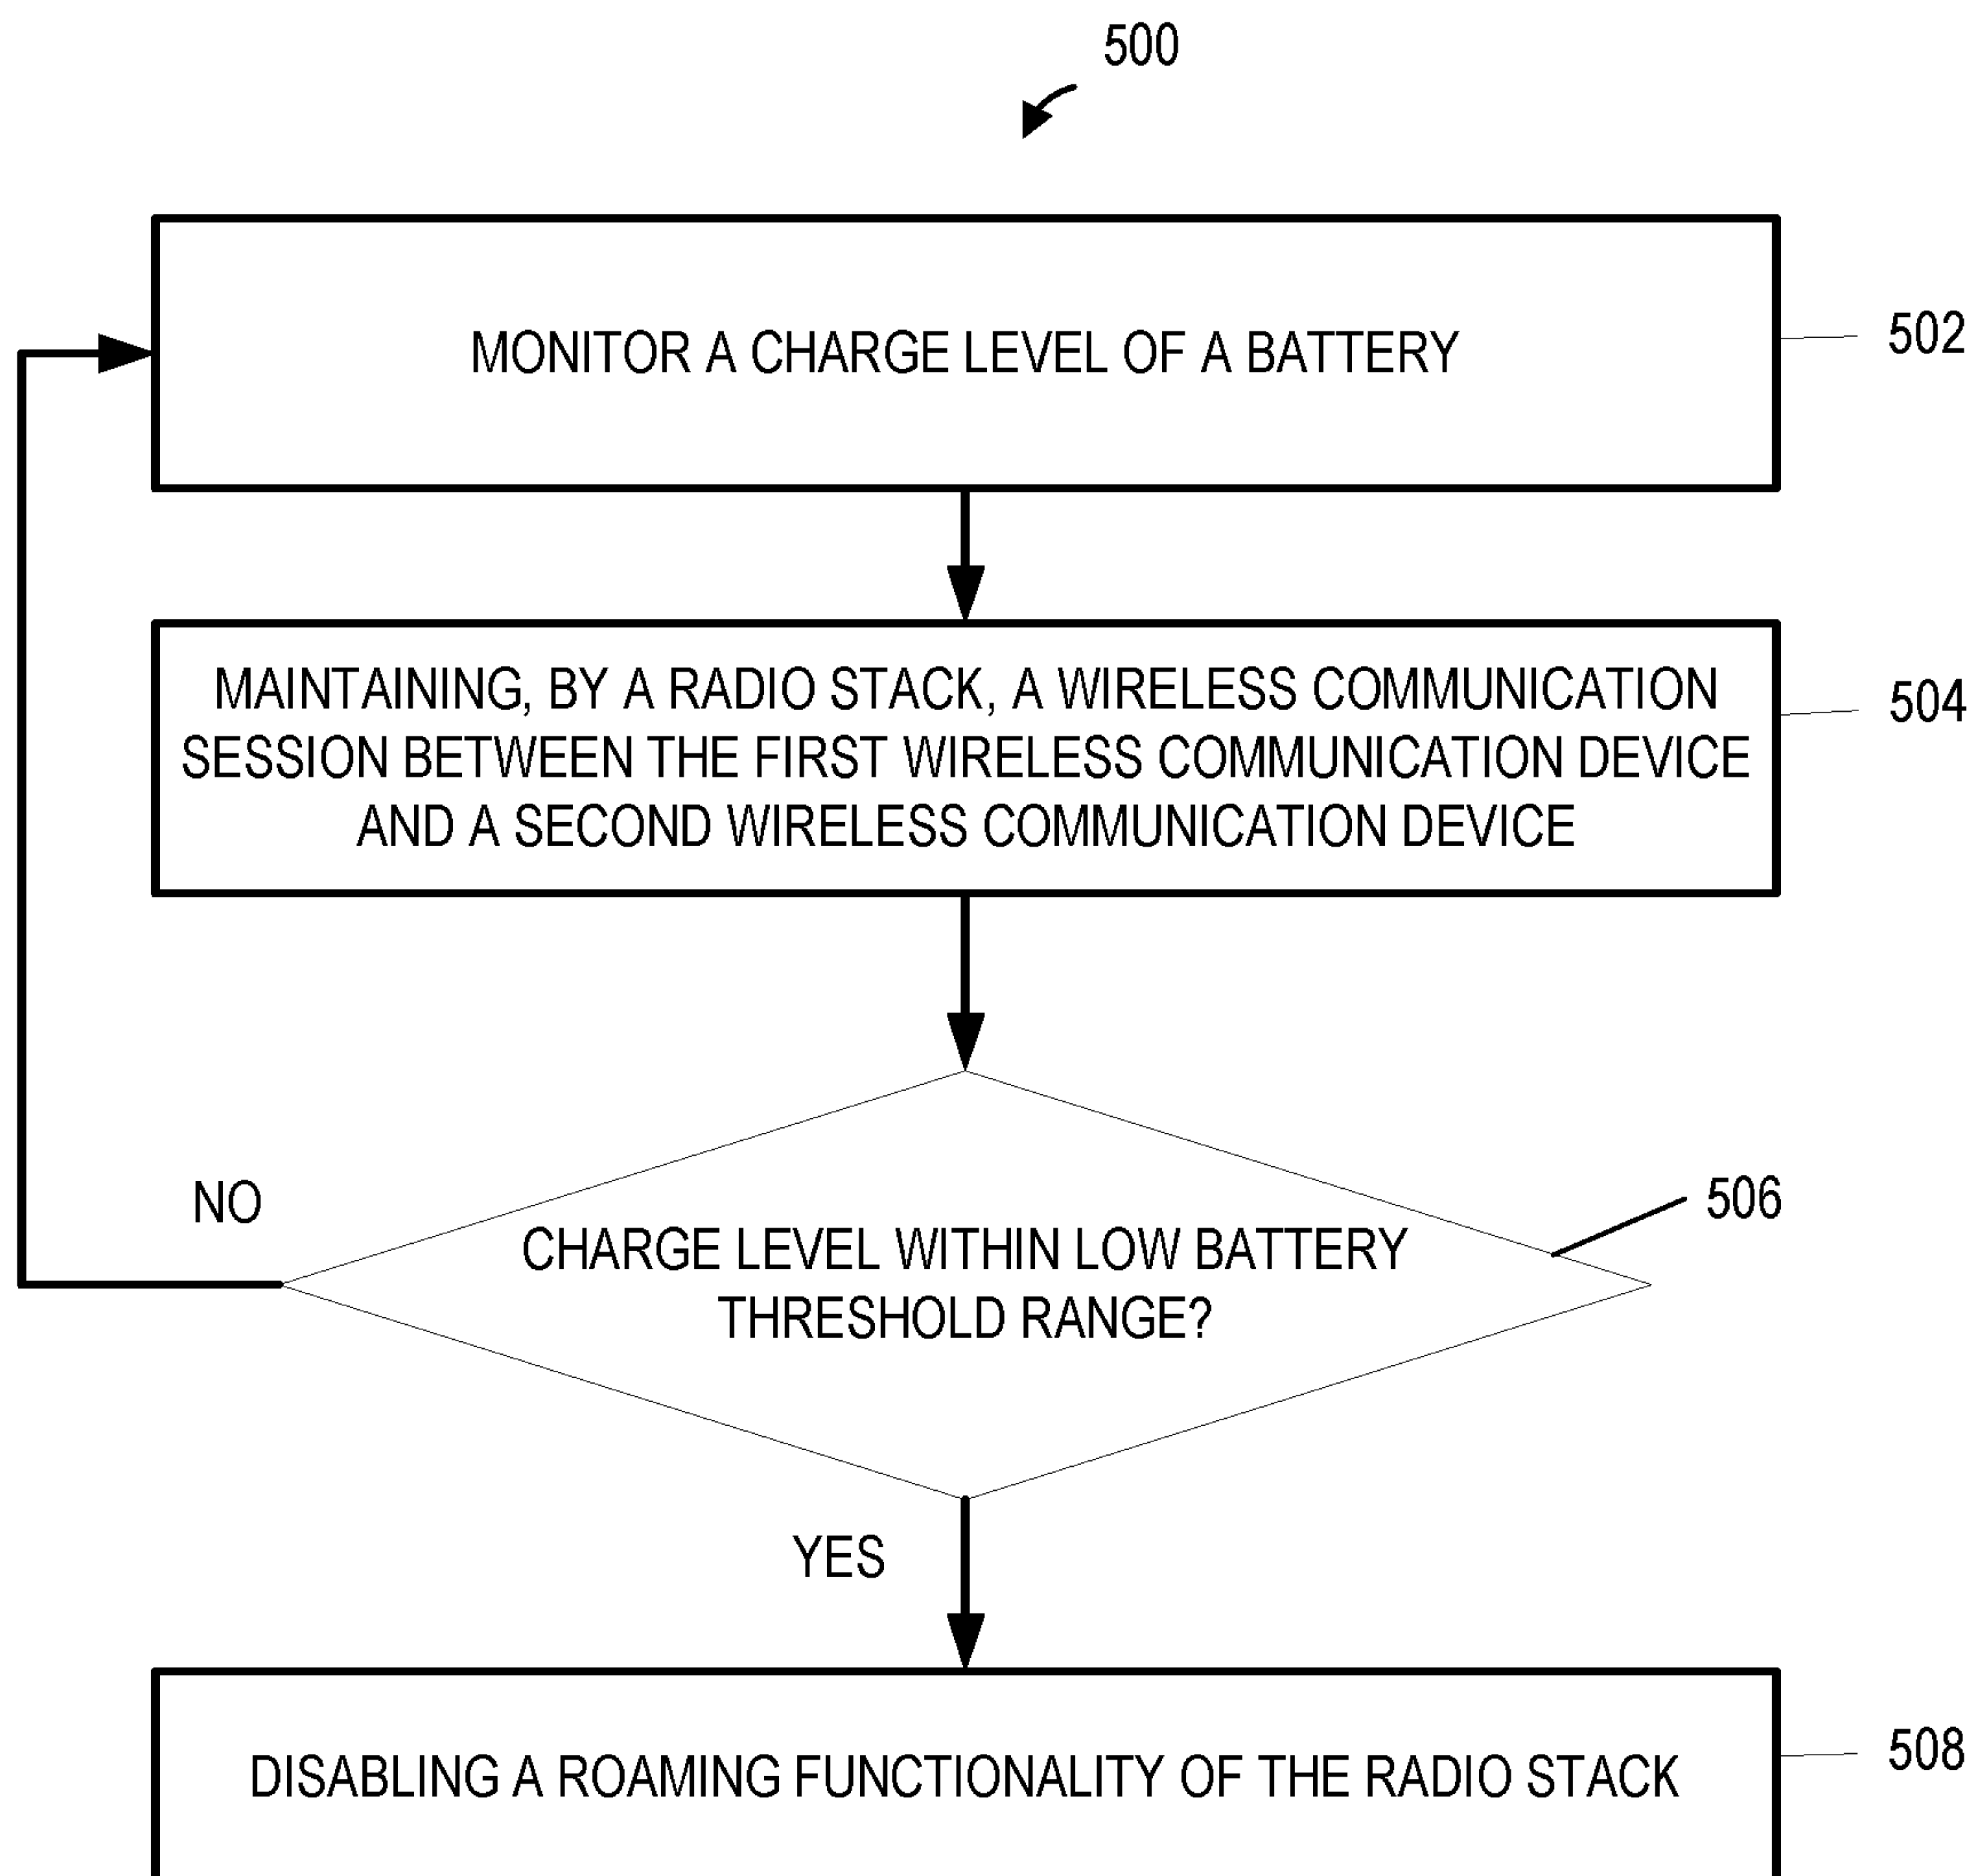 500
MONITOR A CHARGE LEVEL OF A BATTERY
502
MAINTAINING, BY A RADIO STACK, A WIRELESS COMMUNICATION
SESSION BETWEEN THE FIRST WIRELESS COMMUNICATION DEVICE
AND A SECOND WIRELESS COMMUNICATION DEVICE
504
NO
506
CHARGE LEVEL WITHIN LOW BATTERY
THRESHOLD RANGE?
YES
DISABLING A ROAMING FUNCTIONALITY OF THE RADIO STACK
508